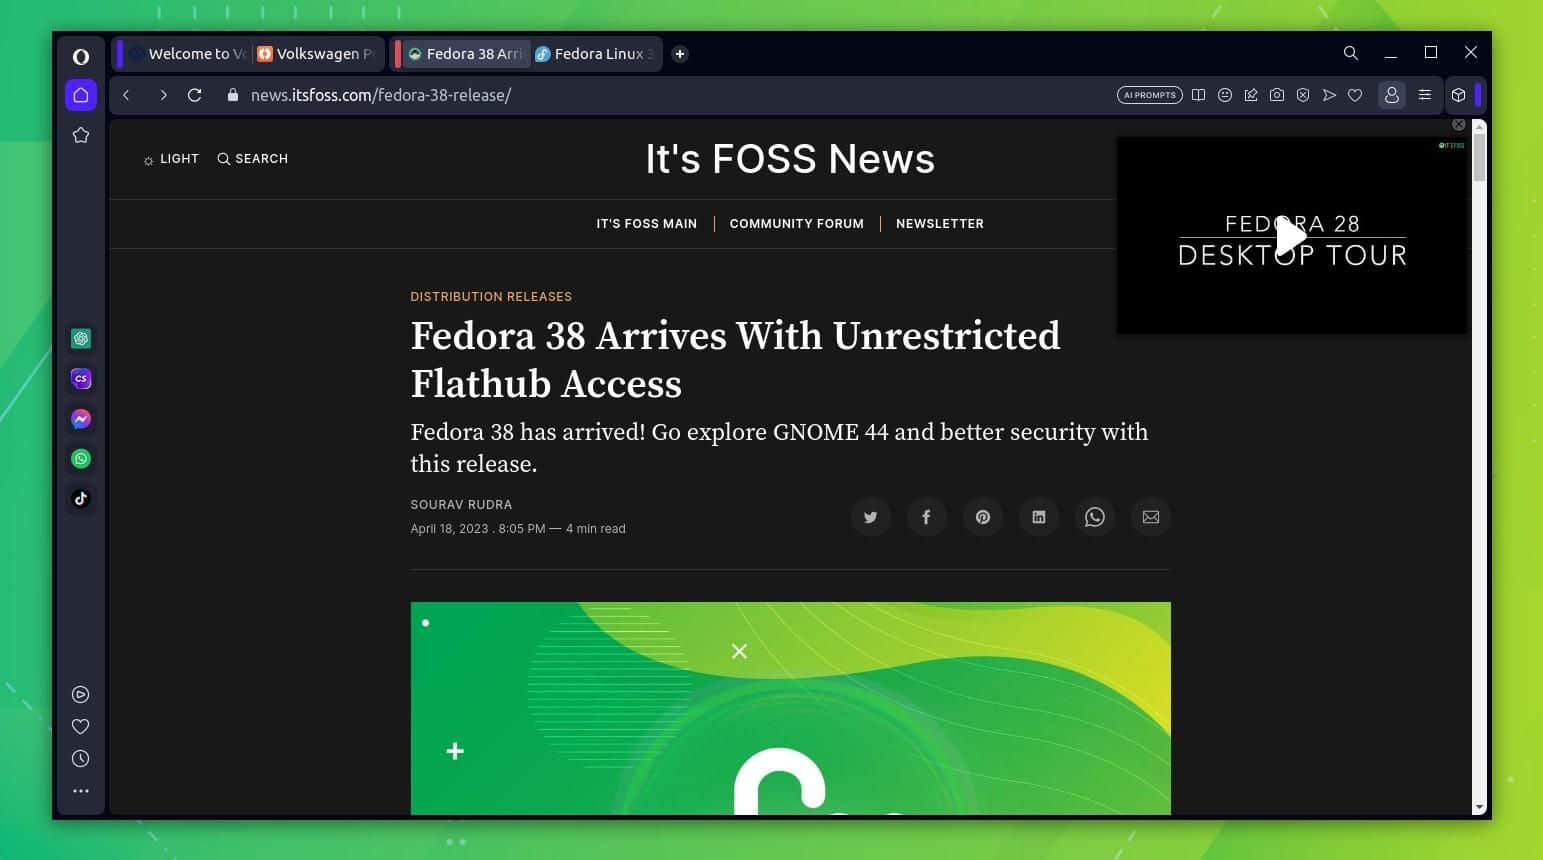 Welcome to V
Volkswagen P
Fedora 38 Arri
Fedora Linux 3
news.itsfoss.com/fedora-38-release/
AI PROMPTS
CS
LIGHT
SEARCH
It's FOSS News
IT'S FOSS MAIN
COMMUNITY FORUM
NEWSLETTER
IT'S FOSS
FEDORA 28
DESKTOP TOUR
DISTRIBUTION RELEASES
Fedora 38 Arrives With Unrestricted
Flathub Access
Fedora 38 has arrived! Go explore GNOME 44 and better security with
this release.
SOURAV RUDRA
April 18, 2023 . 8:05 PM — 4 min read